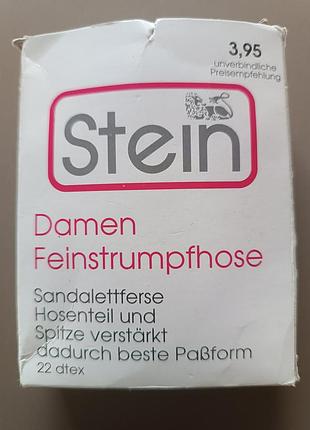 3,95
unverbindliche
Preisempfehlung
Stein
Damen
Feinstrumpfhose
Sandalettferse
Hosenteil und
Spitze verstärkt
dadurch beste Paßform
22 dtex